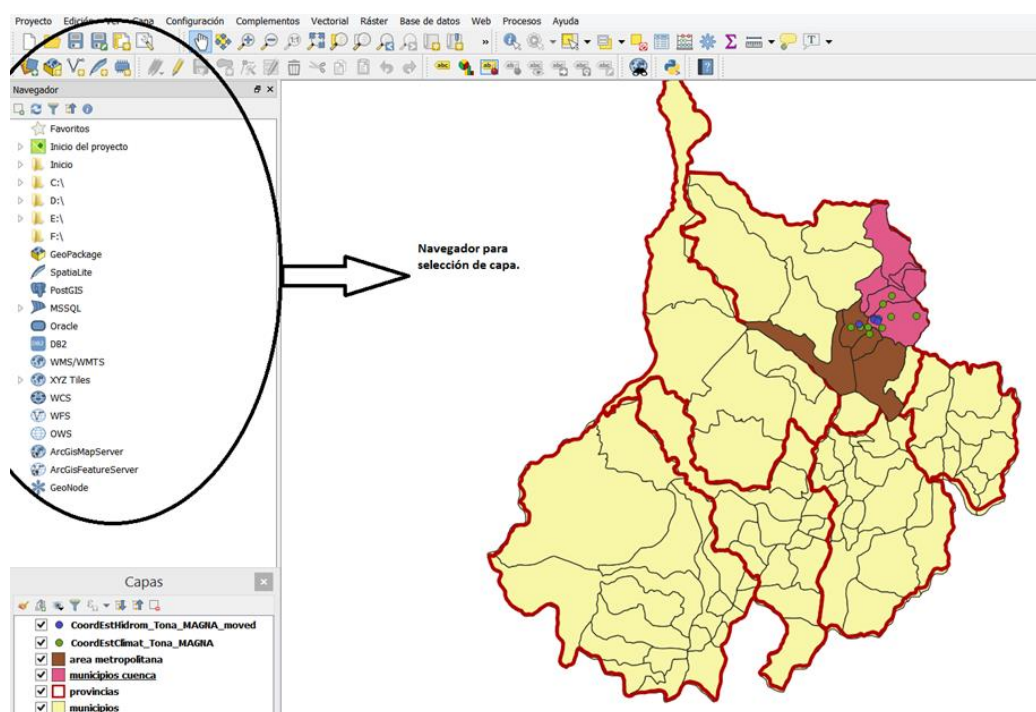 Proyecto Edición Ver Capa Configuración Complementos Vectorial Ráster Base de datos Web Procesos Ayuda
Navegador
Favoritos
Inicio del proyecto
Inicio
C:\
D:\
E:\
F:\
GeoPackage
SpatiaLite
PostGIS
MSSQL
Oracle
DB2
WMS/WMTS
XYZ Tiles
WCS
WFS
OWS
ArcGisMapServer
ArcGisFeatureServer
GeoNode
Navegador para
selección de capa.
Capas
CoordEstHidrom_Tona_MAGNA_moved
CoordEstClimat_Tona_MAGNA
area metropolitana
municipios cuenca
provincias
municipios